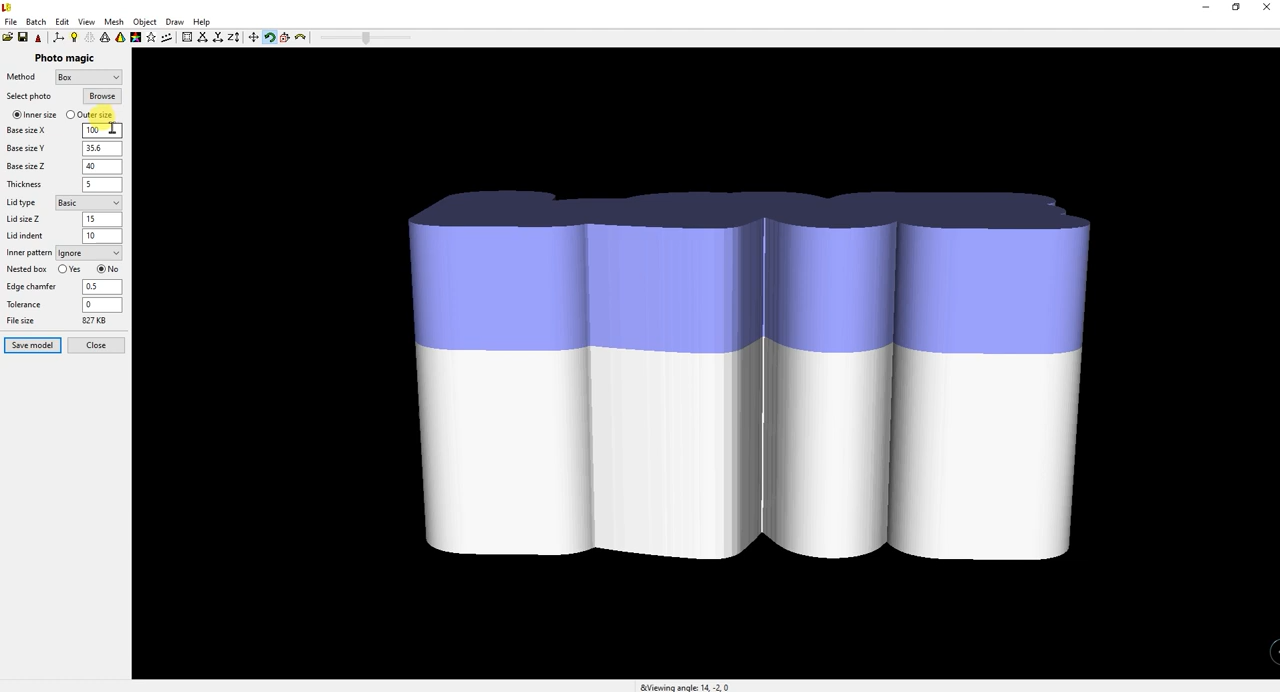 File Batch Edit View Mesh Object Draw Help
Photo magic
Method Box
Select photo Browse
Inner size Outer size
Base size X 100
Base size Y 35.6
Base size Z 40
Thickness 5
Lid type Basic
Lid size Z 15
Lid indent 10
Inner pattern Ignore
Nested box Yes No
Edge chamfer 0.5
Tolerance 0
File size 827 KB
Save model Close
&Viewing angle: 14, -2, 0